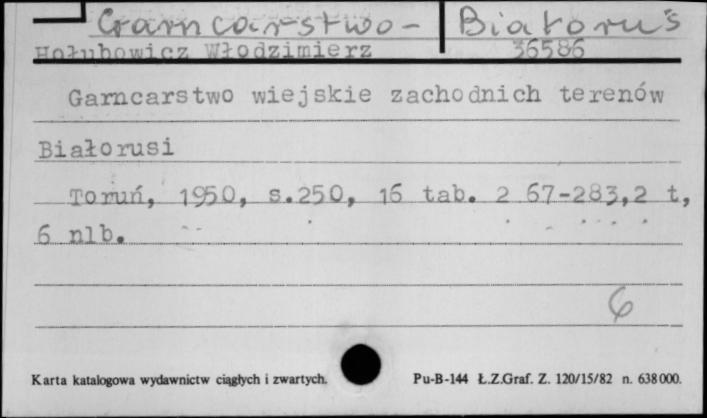 Garncarstwo - Białoruś
Hołubowicz Włodzimierz 36586
Garncarstwo wiejskie zachodnich terenów
Białorusi
Toruń, 1950, s.250, 16 tab. 2 67-283,2 t,
6 nlb.
6
Karta katalogowa wydawnictw ciągłych i zwartych. Pu-B-144 Ł.Z.Graf. Z. 120/15/82 n. 638000.